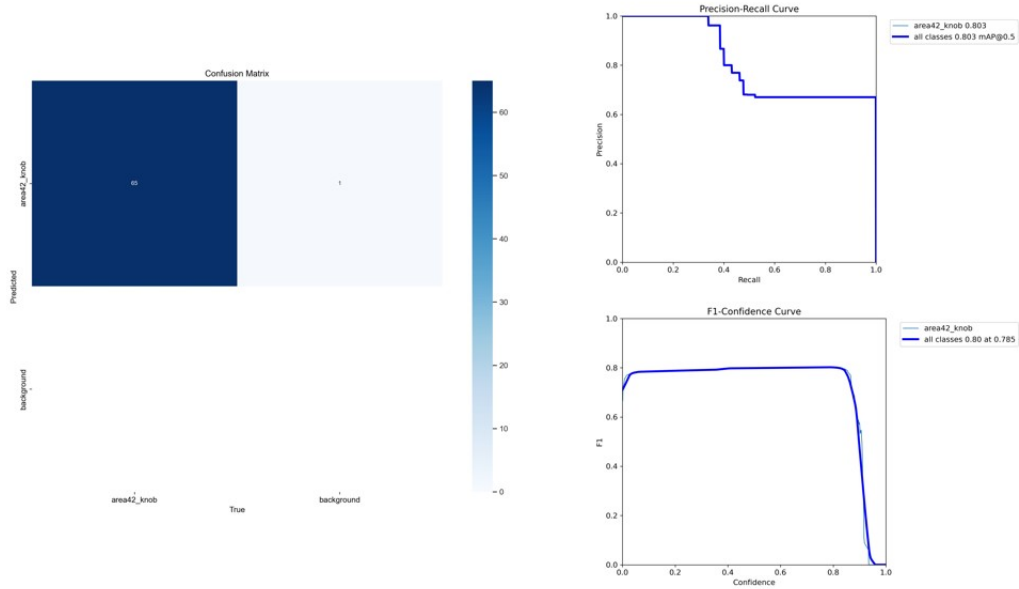 Confusion Matrix
area42_knob
background
Predicted
65
1
area42_knob
background
True
60
50
40
30
20
10
0
Precision-Recall Curve
1.0
0.8
0.6
0.4
0.2
0.0
Precision
0.0 0.2 0.4 0.6 0.8 1.0
Recall
area42_knob 0.803
all classes 0.803 mAP@0.5
F1-Confidence Curve
1.0
0.8
0.6
0.4
0.2
0.0
F1
0.0 0.2 0.4 0.6 0.8 1.0
Confidence
area42_knob
all classes 0.80 at 0.785